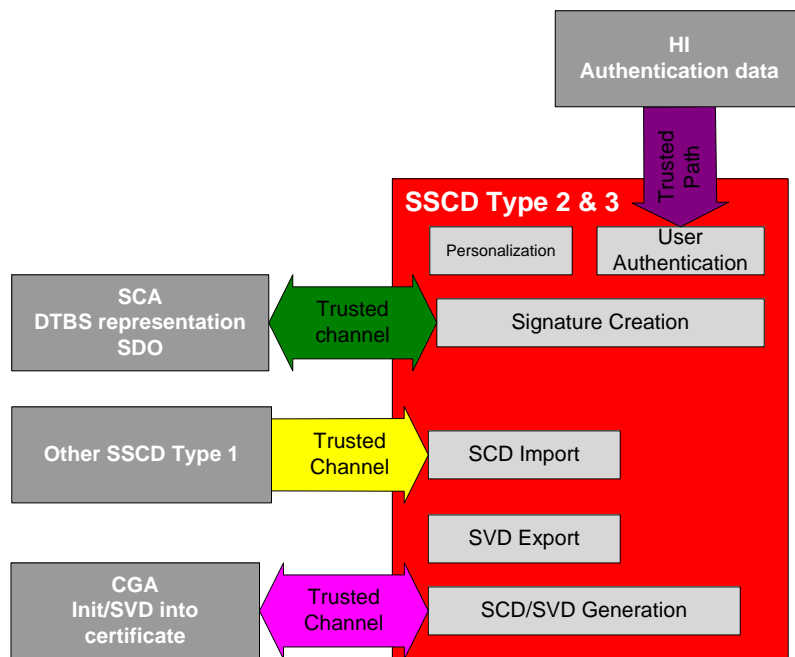 HI
Authentication data
Trusted
Path
SSCD Type 2 & 3
Personalization
User
Authentication
SCA
DTBS representation
SDO
Trusted
channel
Signature Creation
Other SSCD Type 1
Trusted
Channel
SCD Import
SVD Export
CGA
Init/SVD into
certificate
Trusted
Channel
SCD/SVD Generation